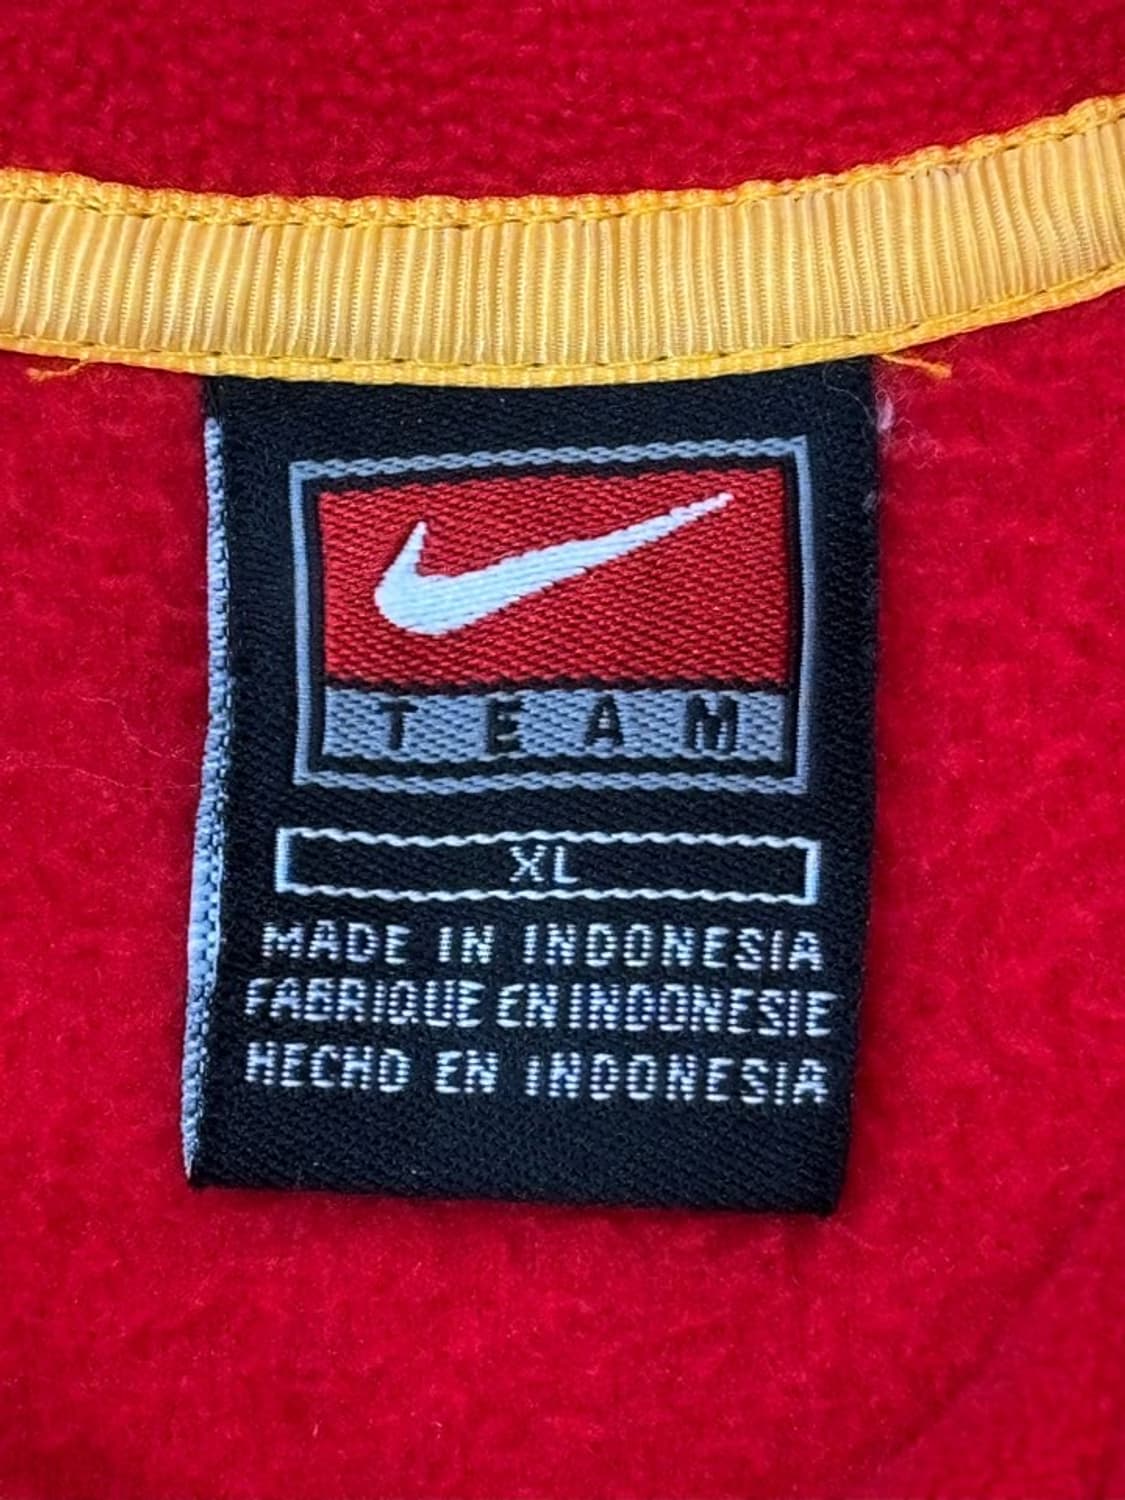 TEAM
XL
MADE IN INDONESIA
FABRIQUE EN INDONESIE
HECHO EN INDONESIA